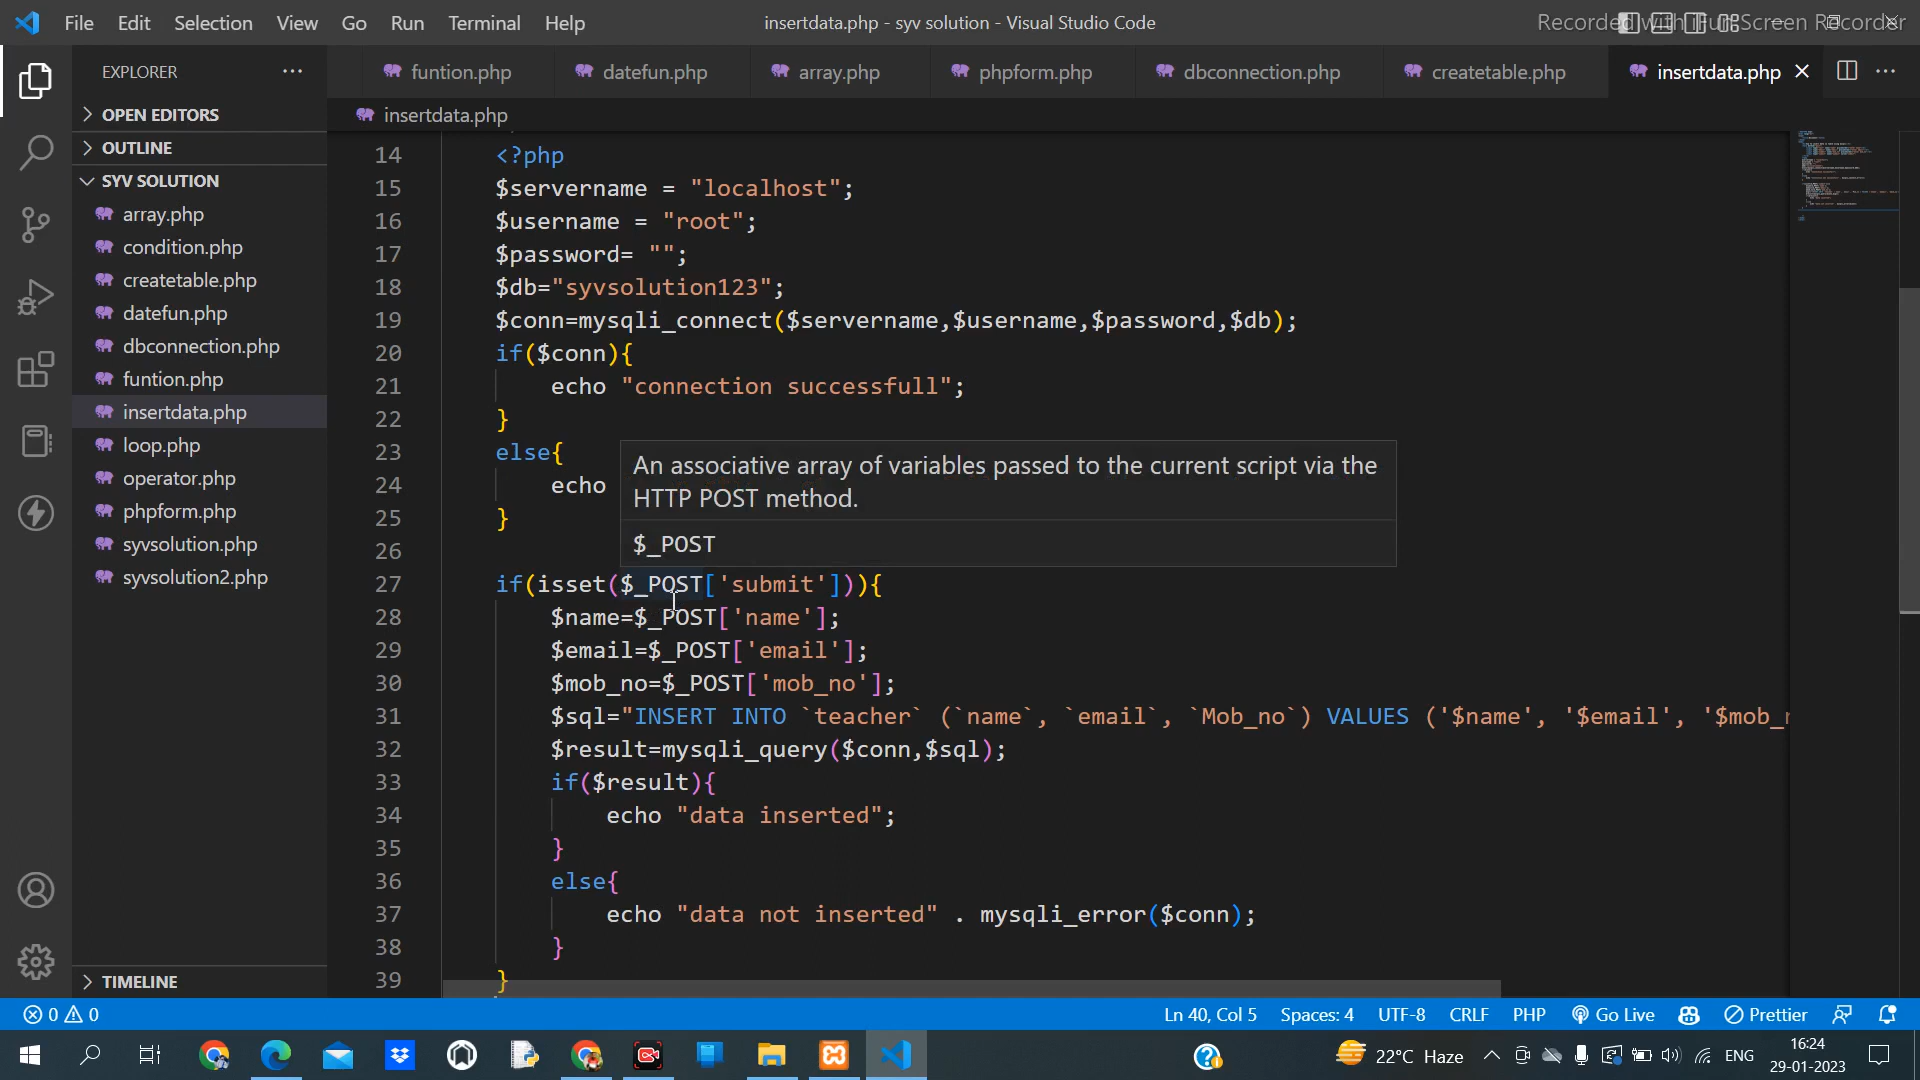 File Edit Selection View Go Run Terminal Help
insertdata.php - syv solution - Visual Studio Code
Recorded with iFun Screen Recorder
EXPLORER
OPEN EDITORS
OUTLINE
SYV SOLUTION
array.php
condition.php
createtable.php
datefun.php
dbconnection.php
funtion.php
insertdata.php
loop.php
operator.php
phpform.php
syvsolution.php
syvsolution2.php
TIMELINE
funtion.php datefun.php array.php phpform.php dbconnection.php createtable.php insertdata.php
insertdata.php
14 <?php
15 $servername = "localhost";
16 $username = "root";
17 $password= "";
18 $db="syvsolution123";
19 $conn=mysqli_connect($servername,$username,$password,$db);
20 if($conn){
21 echo "connection successfull";
22 }
23 else{
An associative array of variables passed to the current script via the
HTTP POST method.
$_POST
24 echo
25 }
26
27 if(isset($_POST['submit'])){
28 $name=$_POST['name'];
29 $email=$_POST['email'];
30 $mob_no=$_POST['mob_no'];
31 $sql="INSERT INTO `teacher` (`name`, `email`, `Mob_no`) VALUES ('$name', '$email', '$mob_n
32 $result=mysqli_query($conn,$sql);
33 if($result){
34 echo "data inserted";
35 }
36 else{
37 echo "data not inserted" . mysqli_error($conn);
38 }
39 }
0 0
Ln 40, Col 5 Spaces: 4 UTF-8 CRLF PHP Go Live Prettier
22°C Haze
ENG
16:24
29-01-2023